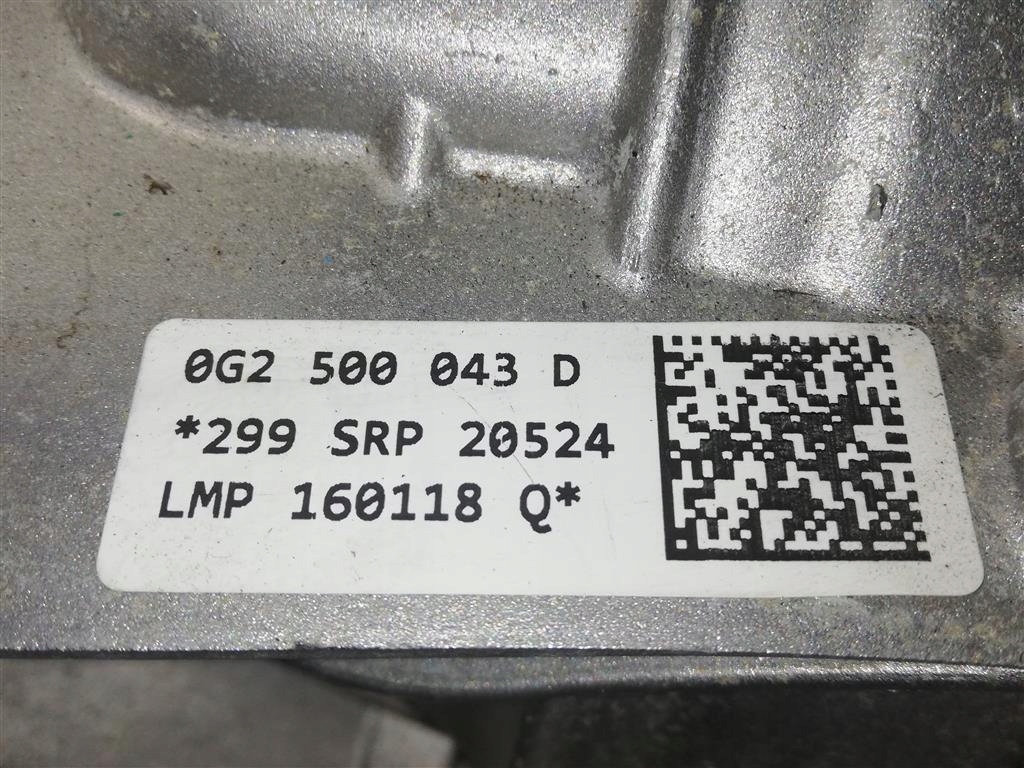 0G2 500 043 D
*299 SRP 20524
LMP 160118 Q*